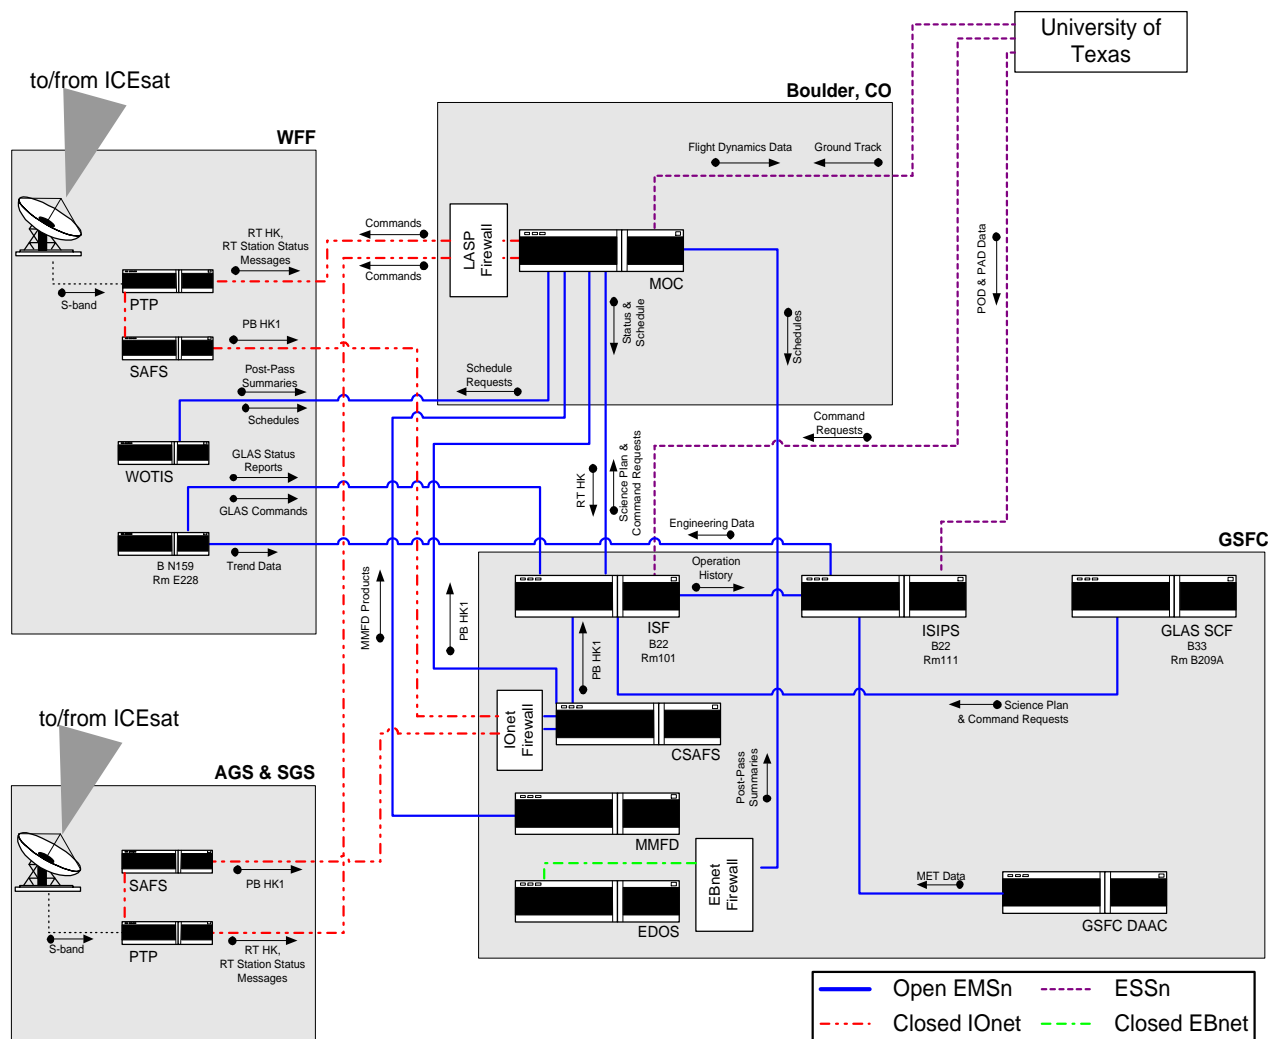 University of
Texas
to/from ICEsat
Boulder, CO
WFF
Flight Dynamics Data
Ground Track
RT HK,
RT Station Status
Messages
Commands
LASP
Firewall
MOC
Commands
S-band
PTP
PB HK1
SAFS
Status &
Schedule
Schedules
POD & PAD Data
Post-Pass
Summaries
Schedules
Schedule
Requests
Command
Requests
WOTIS
GLAS Status
Reports
GLAS Commands
RT HK
Science Plan &
Command Requests
Engineering Data
GSFC
B N159
Rm E228
Trend Data
Operation
History
MMFD Products
PB HK1
PB HK1
ISF
B22
Rm101
ISIPS
B22
Rm111
GLAS SCF
B33
Rm B209A
Science Plan
& Command Requests
to/from ICEsat
IOnet
Firewall
CSAFS
AGS & SGS
Post-Pass
Summaries
MMFD
SAFS
PB HK1
EBnet
Firewall
MET Data
EDOS
GSFC DAAC
S-band
PTP
RT HK,
RT Station Status
Messages
Open EMSn
ESSn
Closed IOnet
Closed EBnet